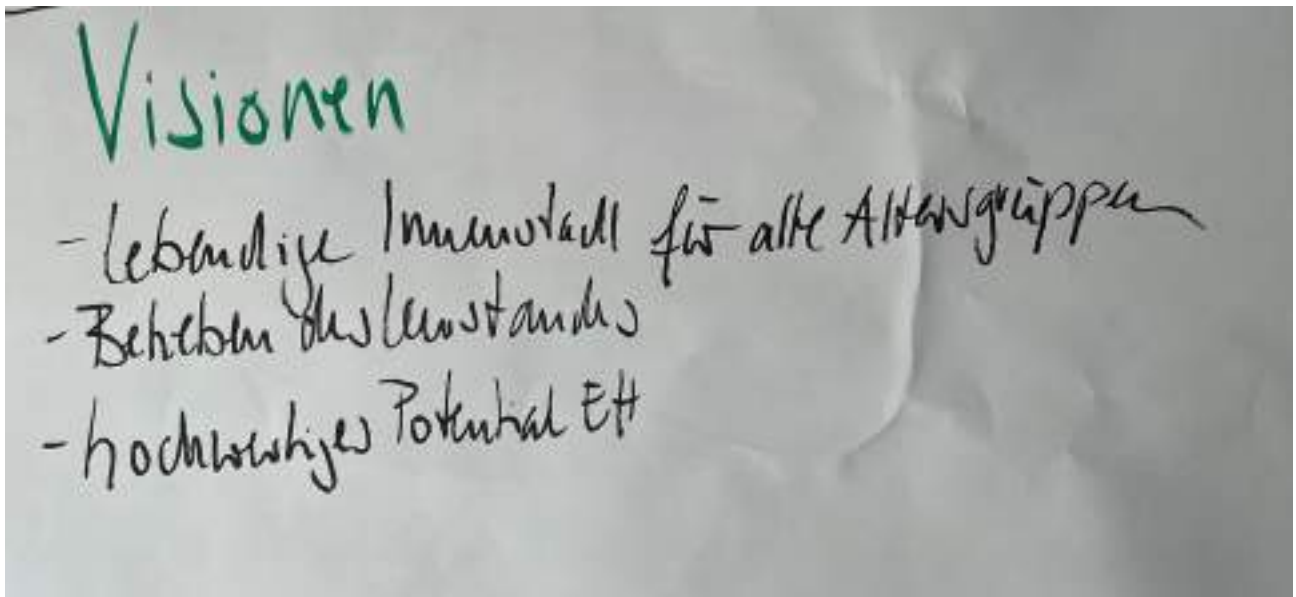 Visionen
- lebendige Innenstadt für alle Altersgruppen
- Beheben des Leerstandes
- hochwertiges Potential EH